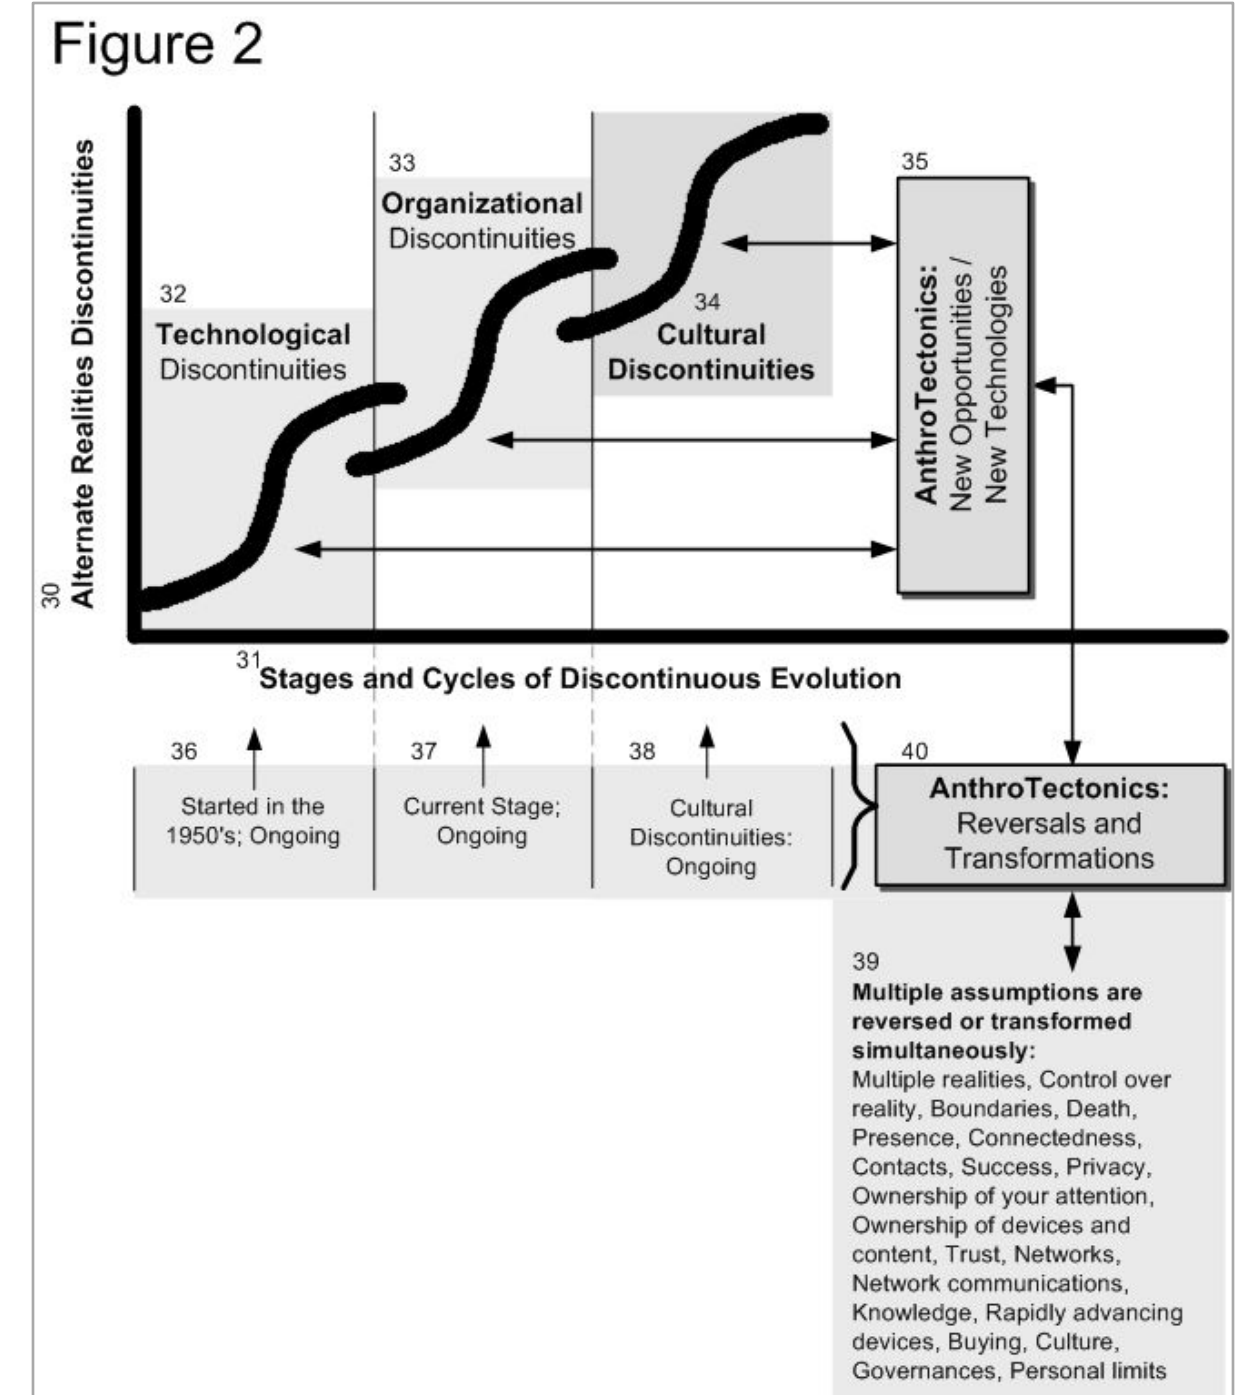 Figure 2
30
Alternate Realities Discontinuities
32
Technological
Discontinuities
33
Organizational
Discontinuities
34
Cultural
Discontinuities
35
AnthroTectonics:
New Opportunities /
New Technologies
31
Stages and Cycles of Discontinuous Evolution
36
Started in the
1950's; Ongoing
37
Current Stage;
Ongoing
38
Cultural
Discontinuities:
Ongoing
40
AnthroTectonics:
Reversals and
Transformations
39
Multiple assumptions are
reversed or transformed
simultaneously:
Multiple realities, Control over
reality, Boundaries, Death,
Presence, Connectedness,
Contacts, Success, Privacy,
Ownership of your attention,
Ownership of devices and
content, Trust, Networks,
Network communications,
Knowledge, Rapidly advancing
devices, Buying, Culture,
Governances, Personal limits